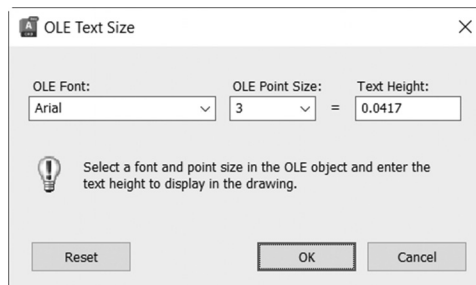 OLE Text Size
OLE Font: OLE Point Size: Text Height:
Arial 3 = 0.0417
Select a font and point size in the OLE object and enter the
text height to display in the drawing.
Reset OK Cancel